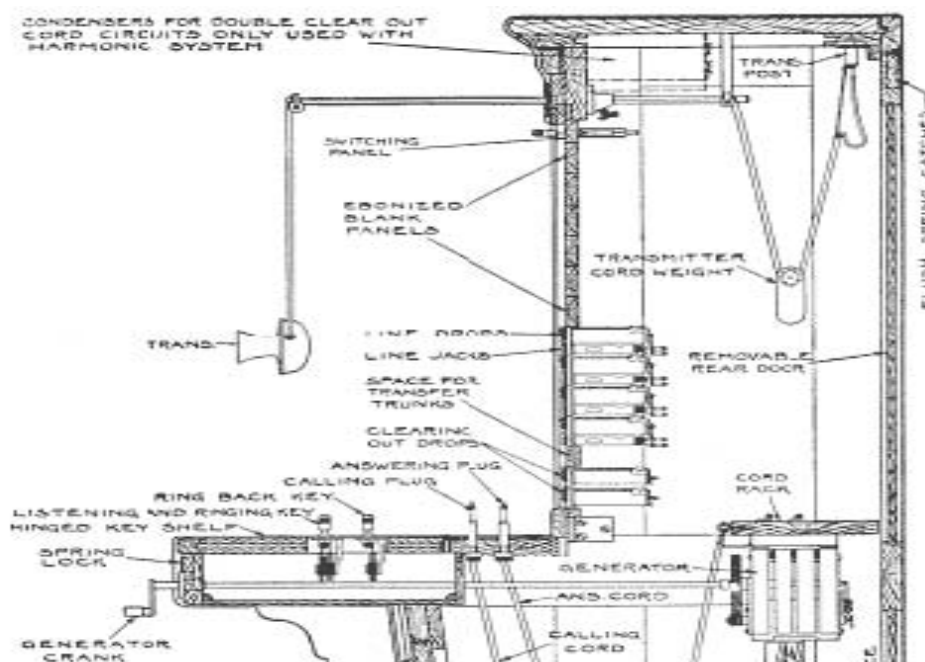 CONDENSERS FOR DOUBLE CLEAR OUT
CORD CIRCUITS ONLY USED WITH
HARMONIC SYSTEM
TRANS
POST
SWITCHING
PANEL
EBONIZED
BLANK
PANELS
TRANSMITTER
CORD WEIGHT
TRANS.
LINE DROPS
LINE JACKS
REMOVABLE
REAR DOOR
SPACE FOR
TRANSFER
TRUNKS
CLEARING
OUT DROPS
ANSWERING PLUG
CALLING PLUG
RING BACK KEY
LISTENING AND RINGING KEY
HINGED KEY SHELF
CORD
RACK
SPRING
LOCK
GENERATOR
ANS. CORD
GENERATOR
CRANK
CALLING
CORD